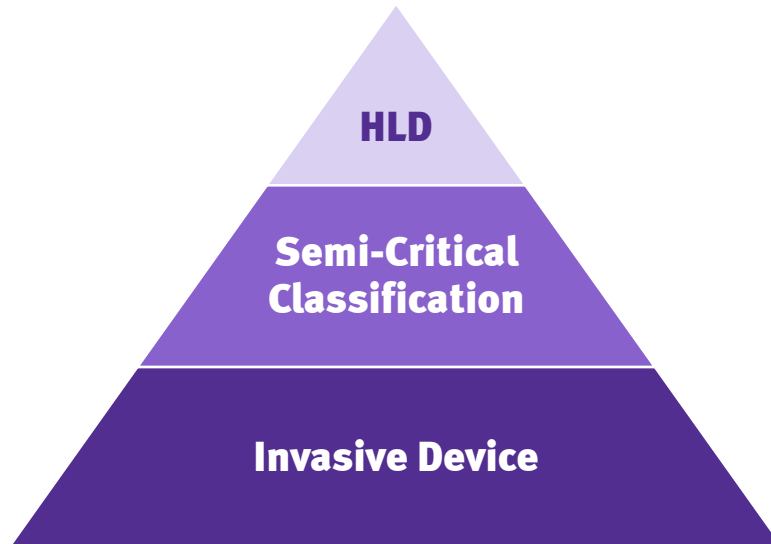 HLD
Semi-Critical
Classification
Invasive Device